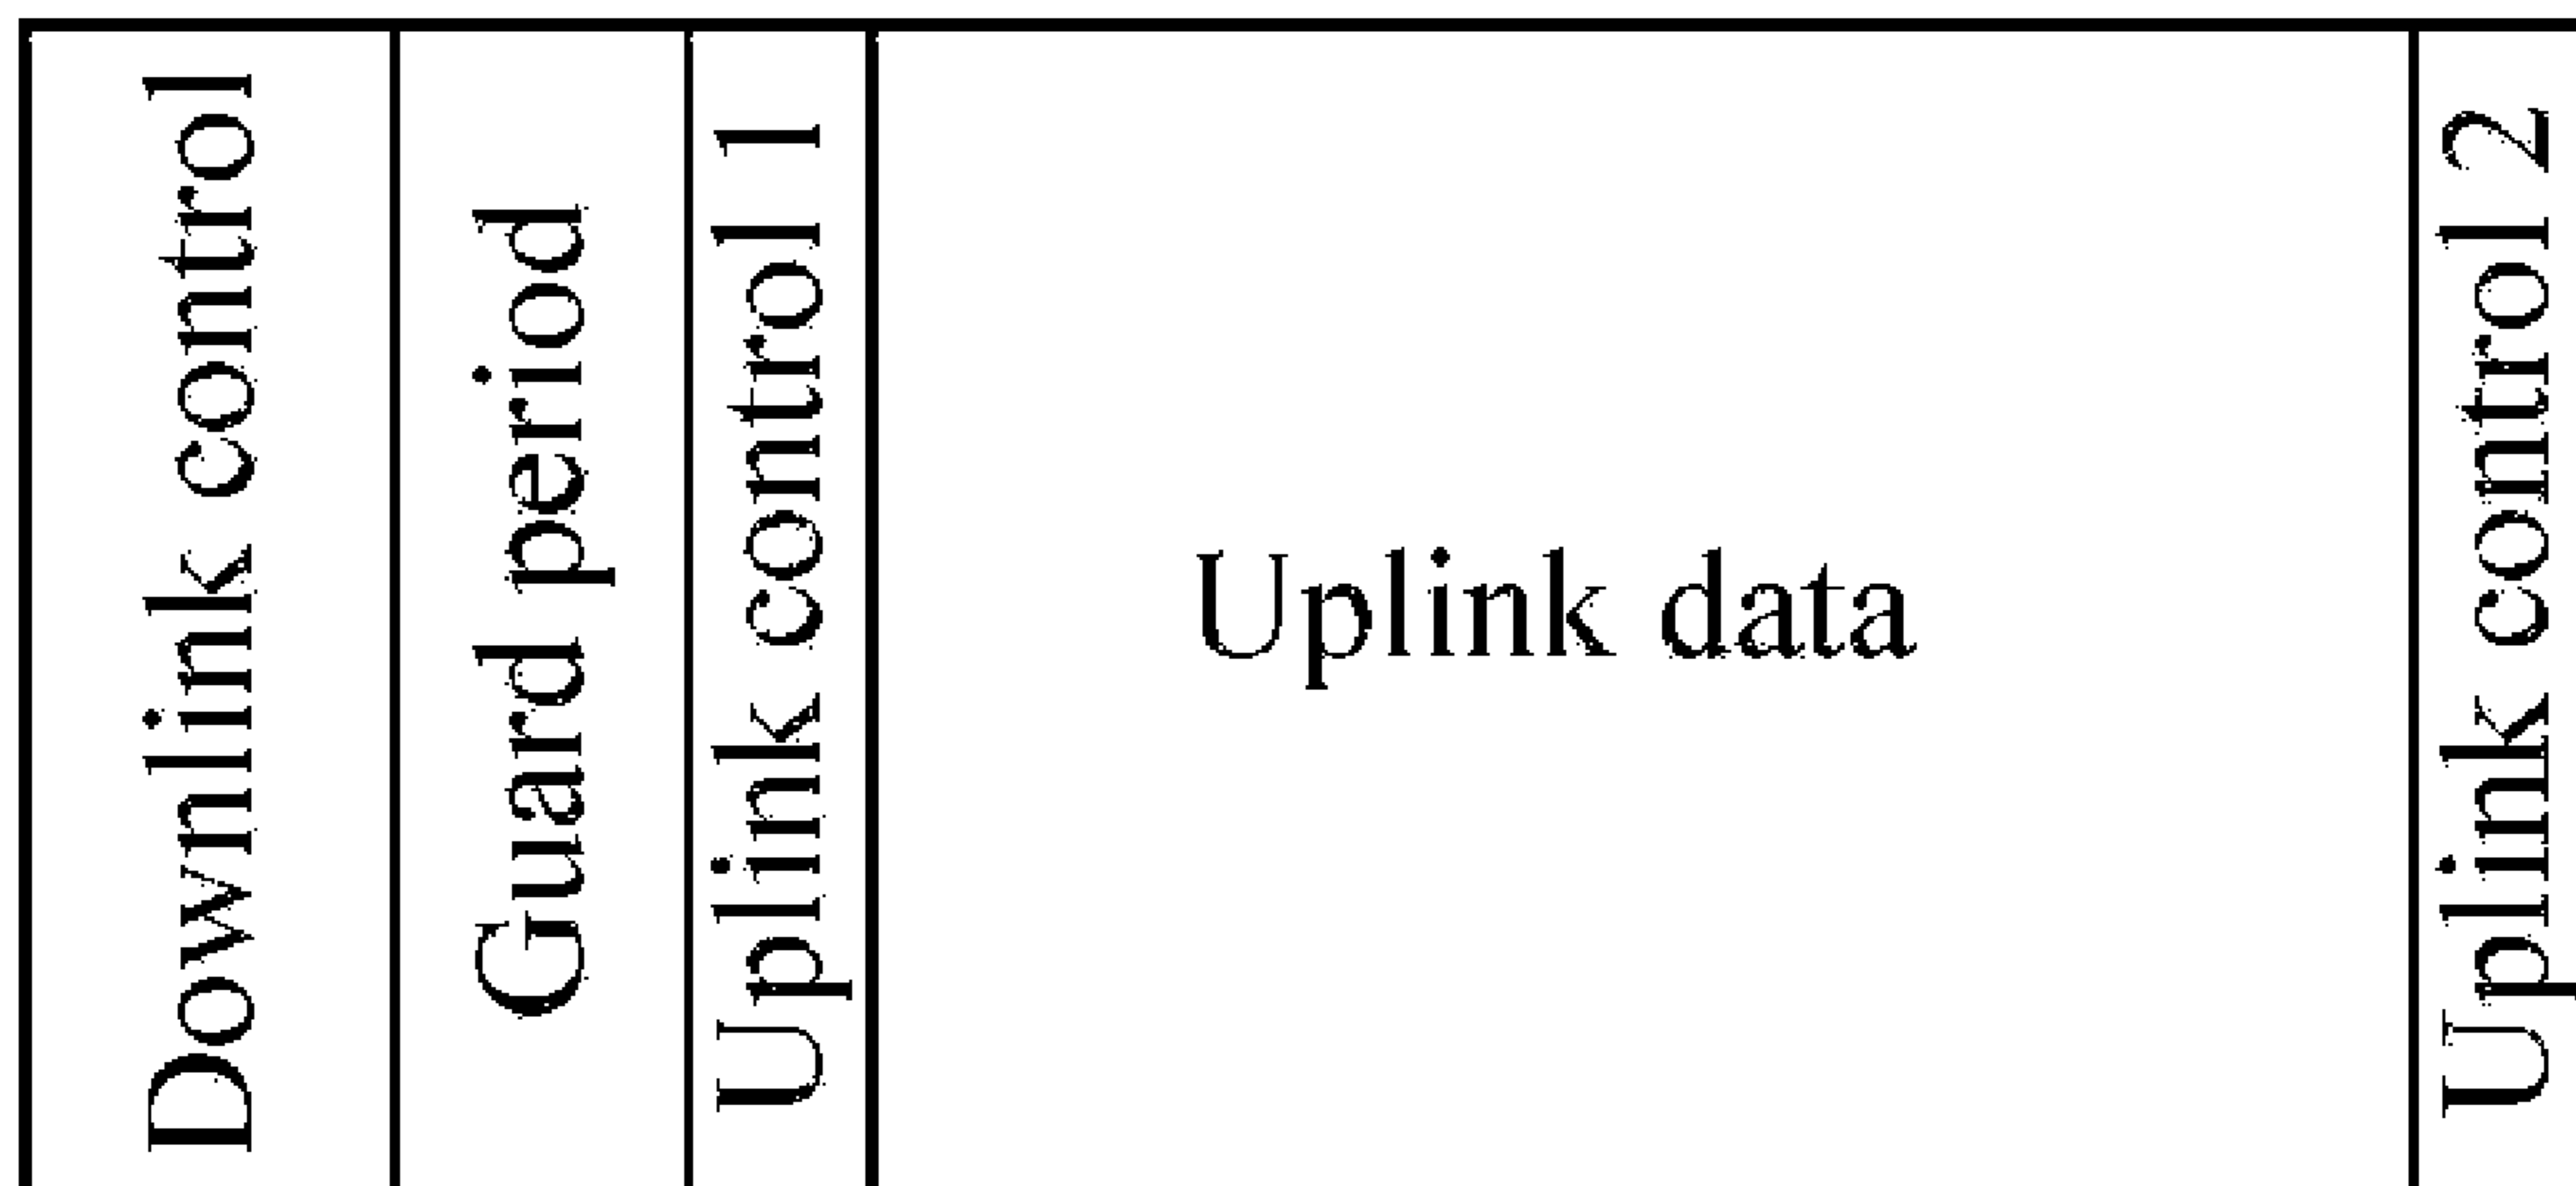 Downlink control
Guard period
Uplink control 1
Uplink data
Uplink control 2